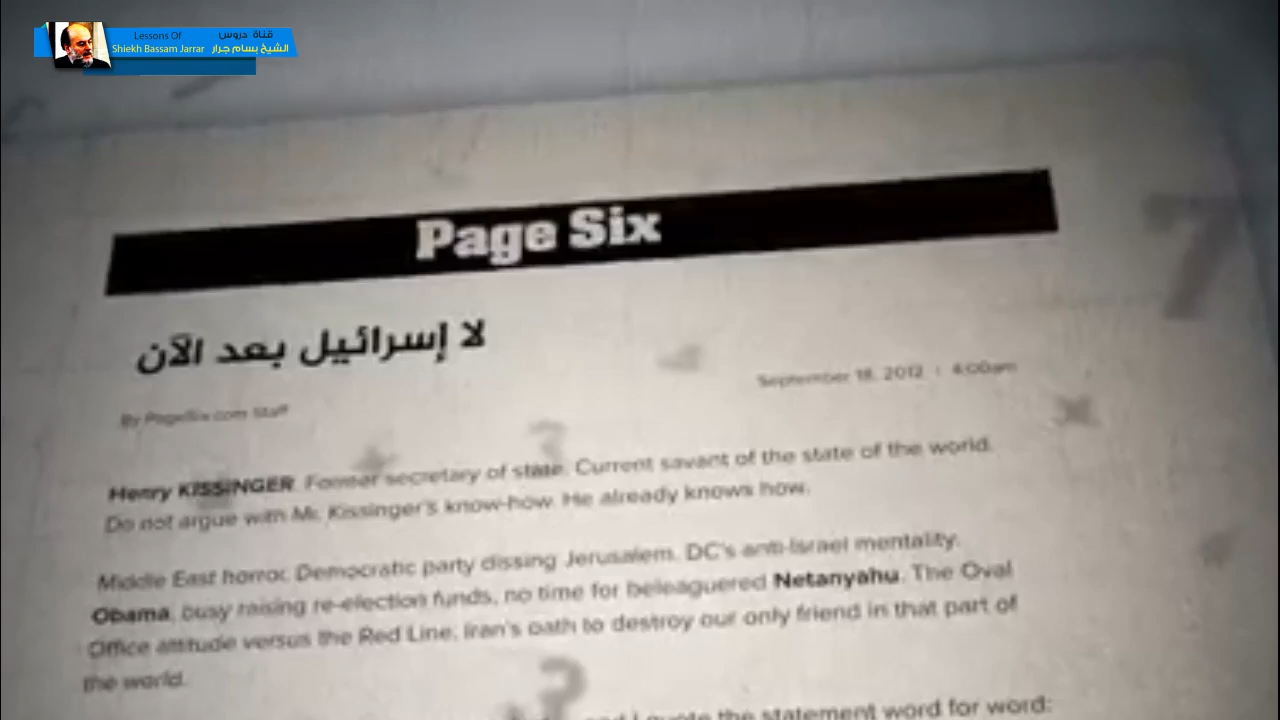 Lessons Of قناة دروس
Shiekh Bassam Jarrar الشيخ بسام جرار
Page Six
لا إسرائيل بعد الآن
September 18, 2012 | 4:00am
By PageSix.com Staff
Henry KISSINGER. Former secretary of state. Current savant of the state of the world.
Do not argue with Mr. Kissinger's know-how. He already knows how.
Middle East horror. Democratic party dissing Jerusalem. DC's anti-Israel mentality.
Obama, busy raising re-election funds, no time for beleaguered Netanyahu. The Oval
Office attitude versus the Red Line: Iran's oath to destroy our only friend in that part of
the world.
and I quote the statement word for word:
7
4
3
x
+
?